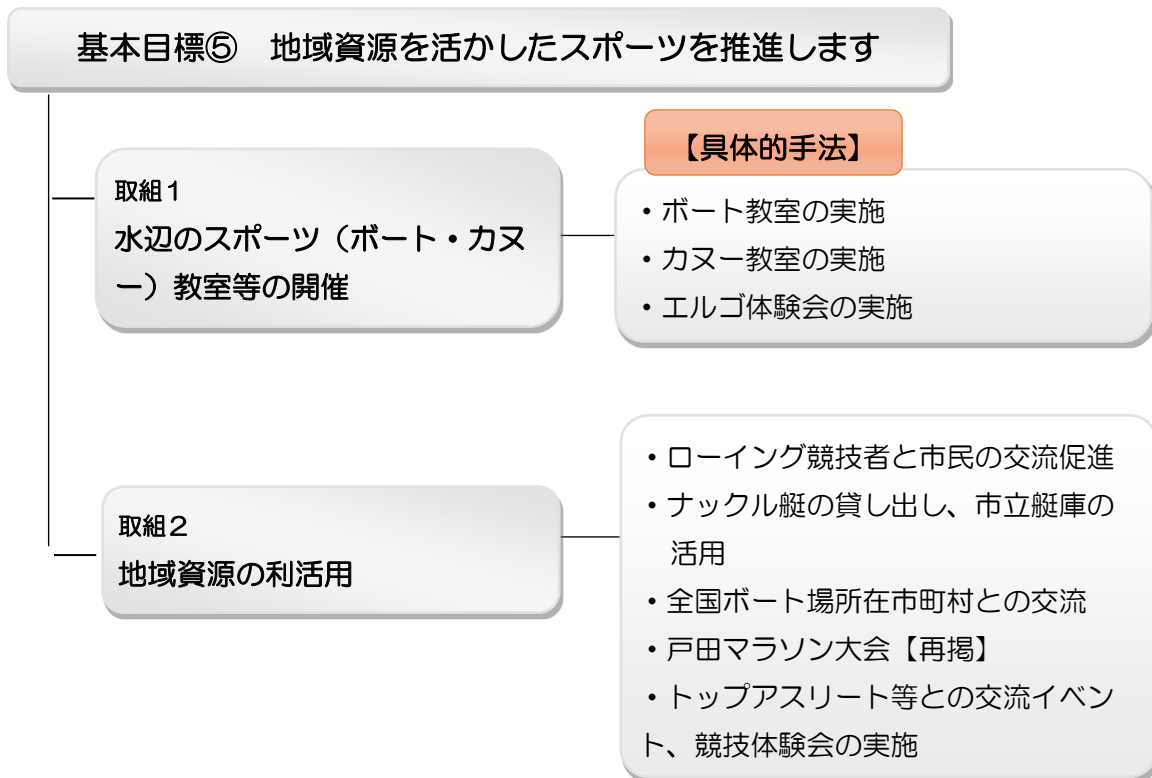 基本目標⑤　地域資源を活かしたスポーツを推進します
取組１
水辺のスポーツ（ボート・カヌ
ー）教室等の開催
【具体的手法】
・ボート教室の実施
・カヌー教室の実施
・エルゴ体験会の実施
取組２
地域資源の利活用
・ローイング競技者と市民の交流促進
・ナックル艇の貸し出し、市立艇庫の
活用
・全国ボート場所在市町村との交流
・戸田マラソン大会【再掲】
・トップアスリート等との交流イベン
ト、競技体験会の実施